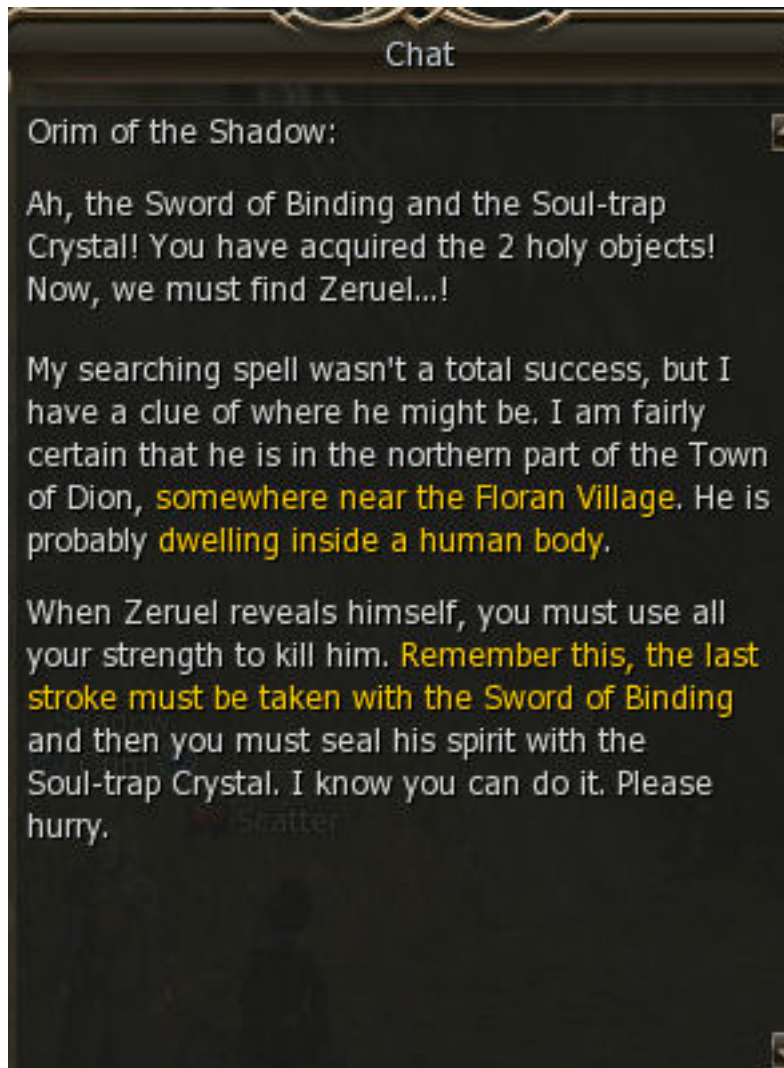 Chat
Orim of the Shadow:
Ah, the Sword of Binding and the Soul-trap
Crystal! You have acquired the 2 holy objects!
Now, we must find Zeruel...!
My searching spell wasn't a total success, but I
have a clue of where he might be. I am fairly
certain that he is in the northern part of the Town
of Dion, somewhere near the Floran Village. He is
probably dwelling inside a human body.
When Zeruel reveals himself, you must use all
your strength to kill him. Remember this, the last
stroke must be taken with the Sword of Binding
and then you must seal his spirit with the
Soul-trap Crystal. I know you can do it. Please
hurry.
Scatter